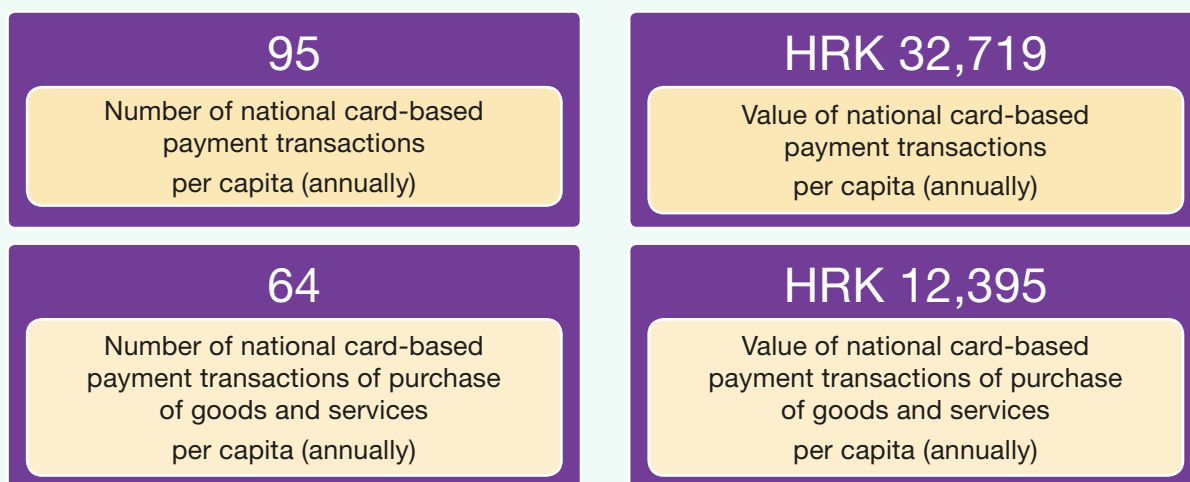 95
Number of national card-based
payment transactions
per capita (annually)
HRK 32,719
Value of national card-based
payment transactions
per capita (annually)
64
Number of national card-based
payment transactions of purchase
of goods and services
per capita (annually)
HRK 12,395
Value of national card-based
payment transactions of purchase
of goods and services
per capita (annually)